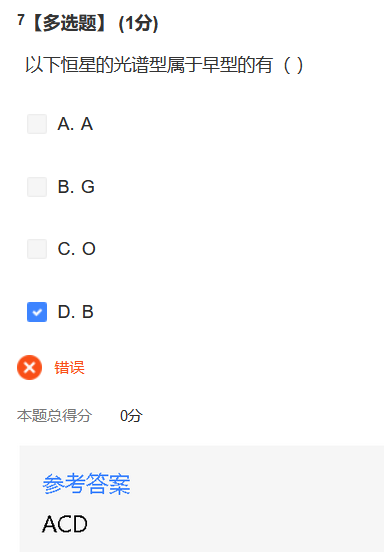 7【多选题】 (1分)
以下恒星的光谱型属于早型的有（ ）
A. A
B. G
C. O
D. B
错误
本题总得分 0分
参考答案
ACD